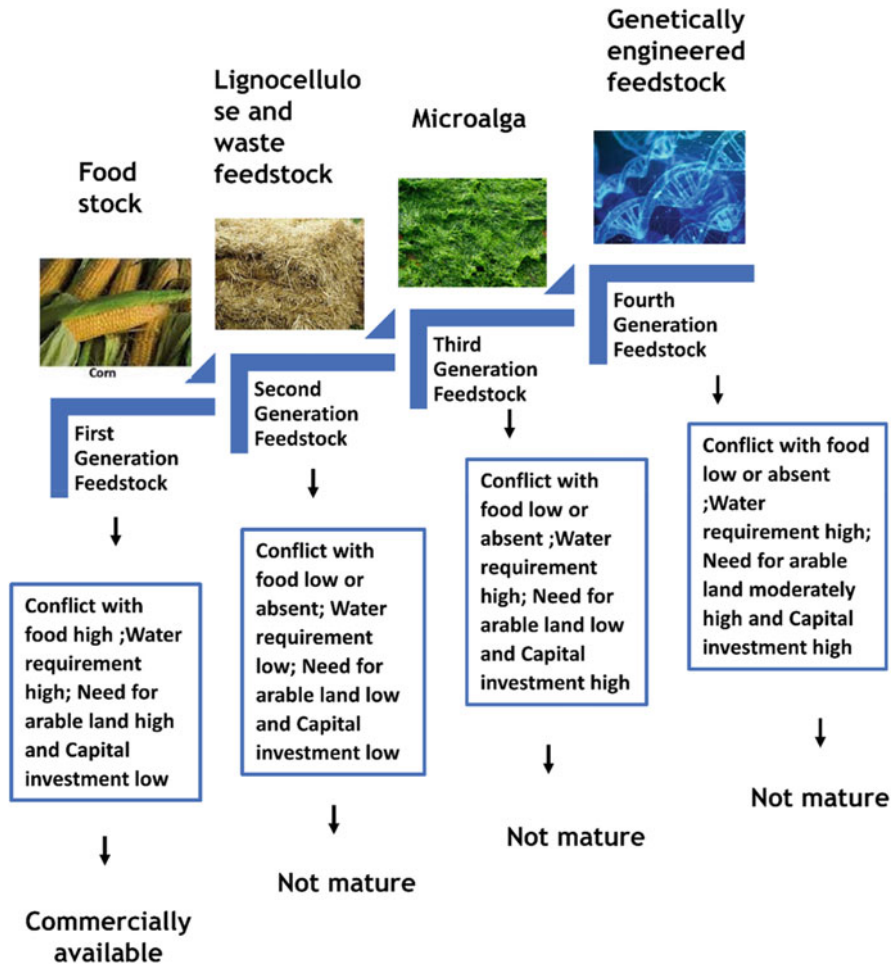 Food
stock
Corn
First
Generation
Feedstock
Conflict with
food high ;Water
requirement
high; Need for
arable land high
and Capital
investment low
Commercially
available
Lignocellulo
se and
waste
feedstock
Second
Generation
Feedstock
Conflict with
food low or
absent; Water
requirement
low; Need for
arable land low
and Capital
investment low
Not mature
Microalga
Third
Generation
Feedstock
Conflict with
food low or
absent ;Water
requirement
high; Need for
arable land low
and Capital
investment high
Not mature
Genetically
engineered
feedstock
Fourth
Generation
Feedstock
Conflict with food
low or absent
;Water
requirement high;
Need for arable
land moderately
high and Capital
investment high
Not mature